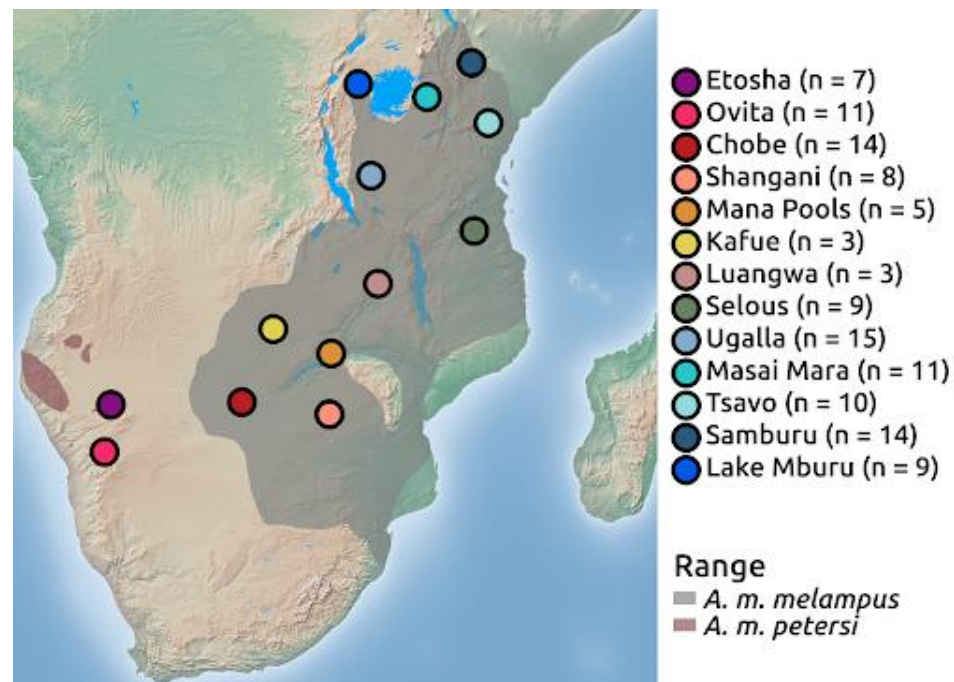 Etosha (n = 7)
Ovita (n = 11)
Chobe (n = 14)
Shangani (n = 8)
Mana Pools (n = 5)
Kafue (n = 3)
Luangwa (n = 3)
Selous (n = 9)
Ugalla (n = 15)
Masai Mara (n = 11)
Tsavo (n = 10)
Samburu (n = 14)
Lake Mburu (n = 9)
Range
A. m. melampus
A. m. petersi